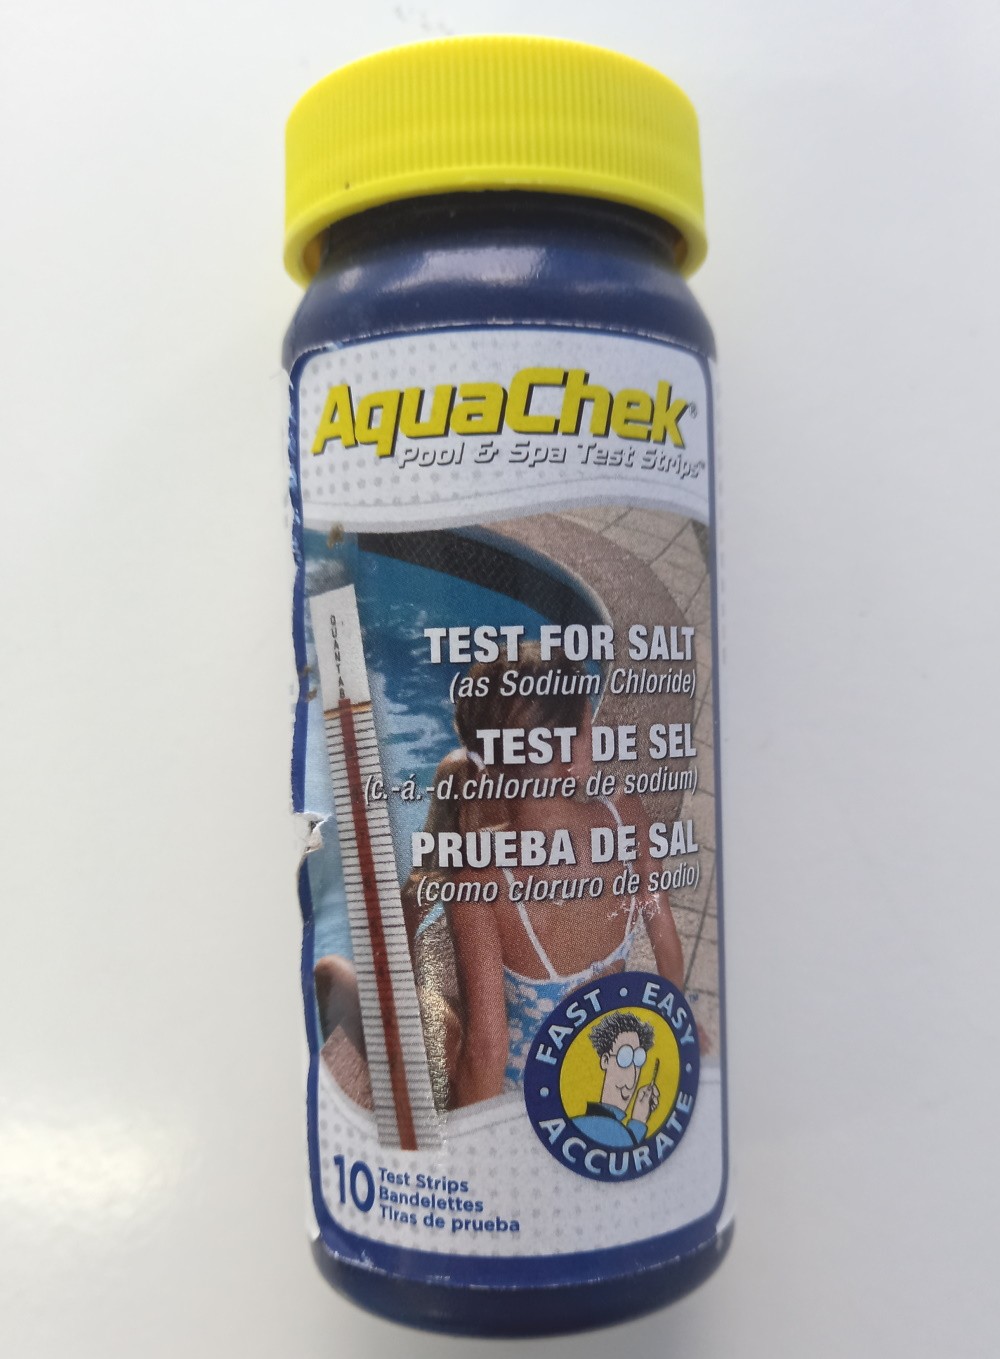 AquaChek®
Pool & Spa Test Strips™
QUANTAB
TEST FOR SALT
(as Sodium Chloride)
TEST DE SEL
(c.-á.-d.chlorure de sodium)
PRUEBA DE SAL
(como cloruro de sodio)
• FAST • EASY •
ACCURATE
10 Test Strips
Bandelettes
Tiras de prueba